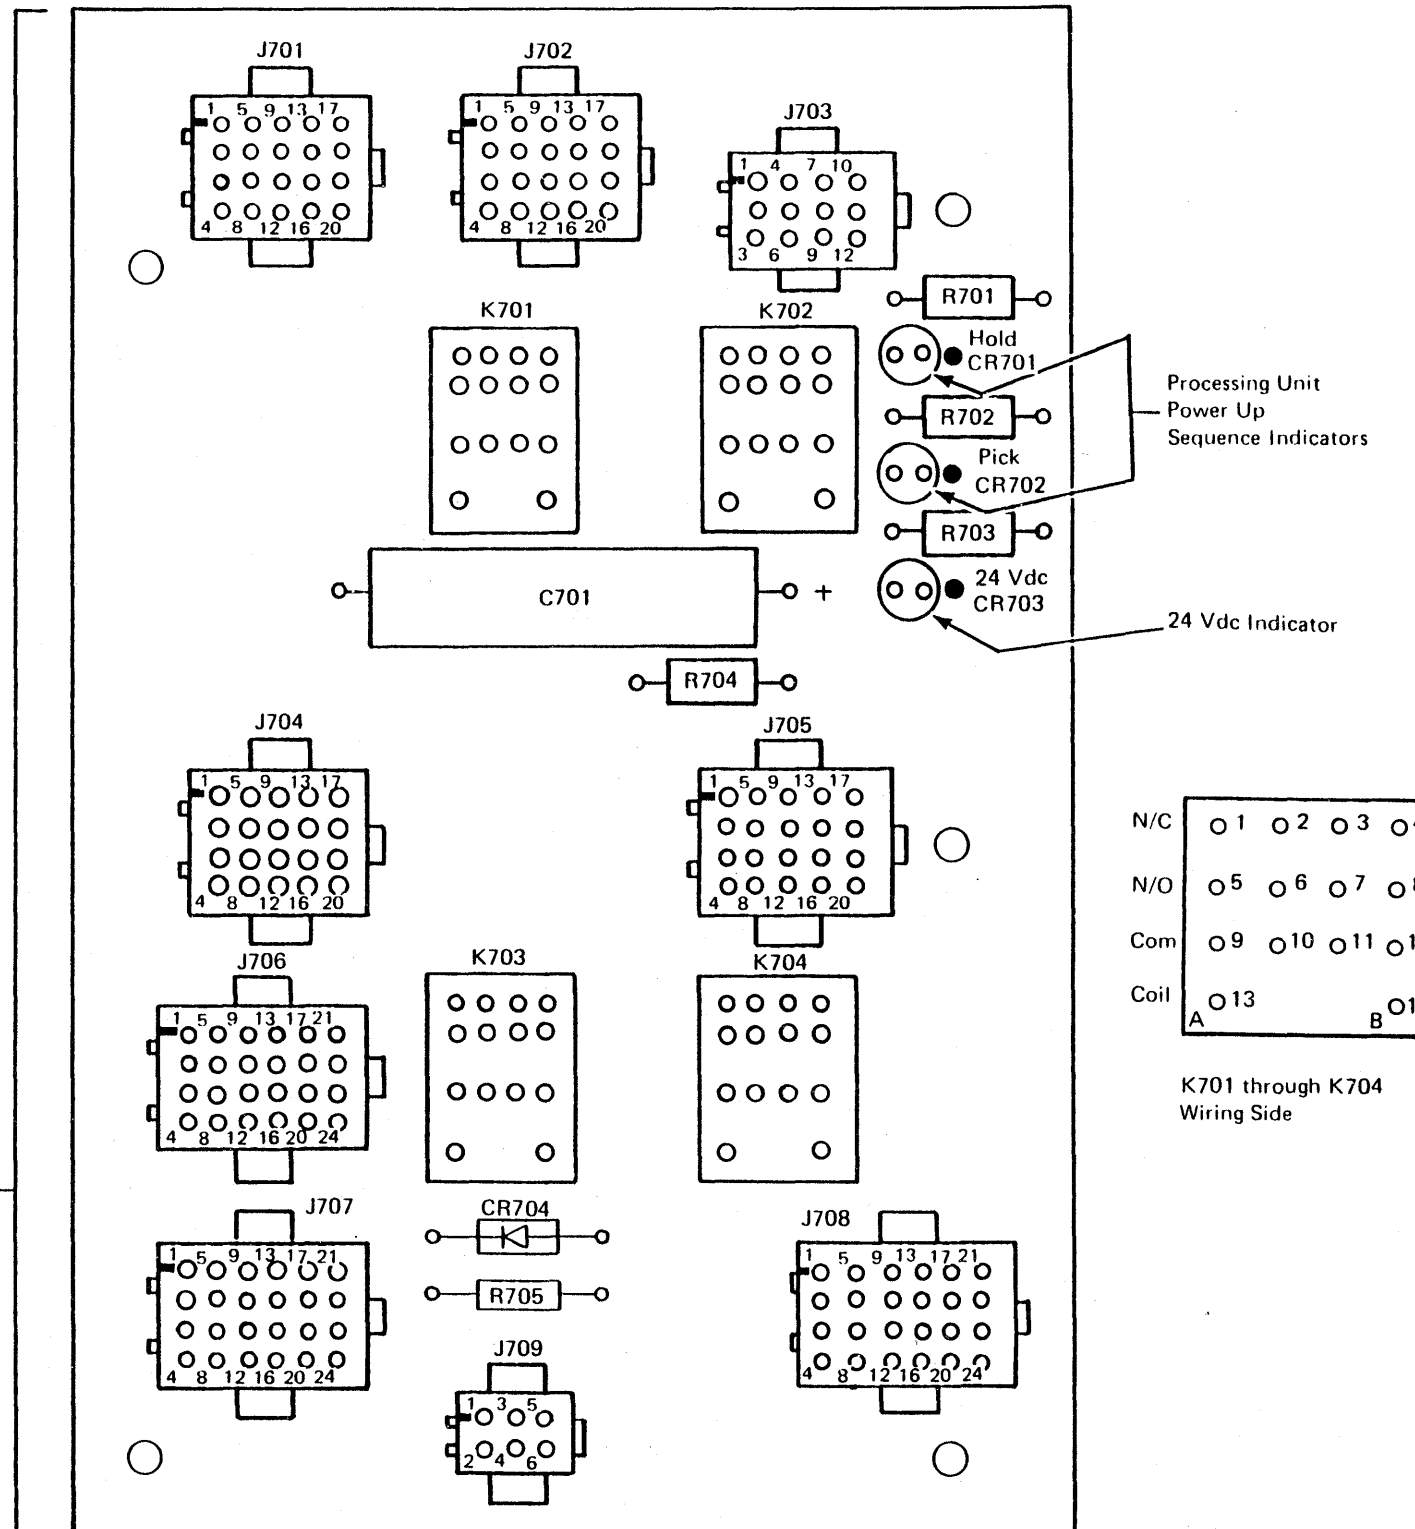 J701
J702
J703
1 5 9 13 17
4 8 12 16 20
1 5 9 13 17
4 8 12 16 20
1 4 7 10
3 6 9 12
R701
K701
K702
Hold
CR701
R702
Pick
CR702
R703
Processing Unit
Power Up
Sequence Indicators
C701
+
24 Vdc
CR703
24 Vdc Indicator
R704
J704
J705
1 5 9 13 17
4 8 12 16 20
1 5 9 13 17
4 8 12 16 20
N/C 1 2 3
N/O 5 6 7
Com 9 10 11
Coil 13
A B
K701 through K704
Wiring Side
J706
K703
K704
1 5 9 13 17 21
4 8 12 16 20 24
J707
CR704
J708
1 5 9 13 17 21
4 8 12 16 20 24
R705
1 5 9 13 17 21
4 8 12 16 20 24
J709
1 3 5
2 4 6